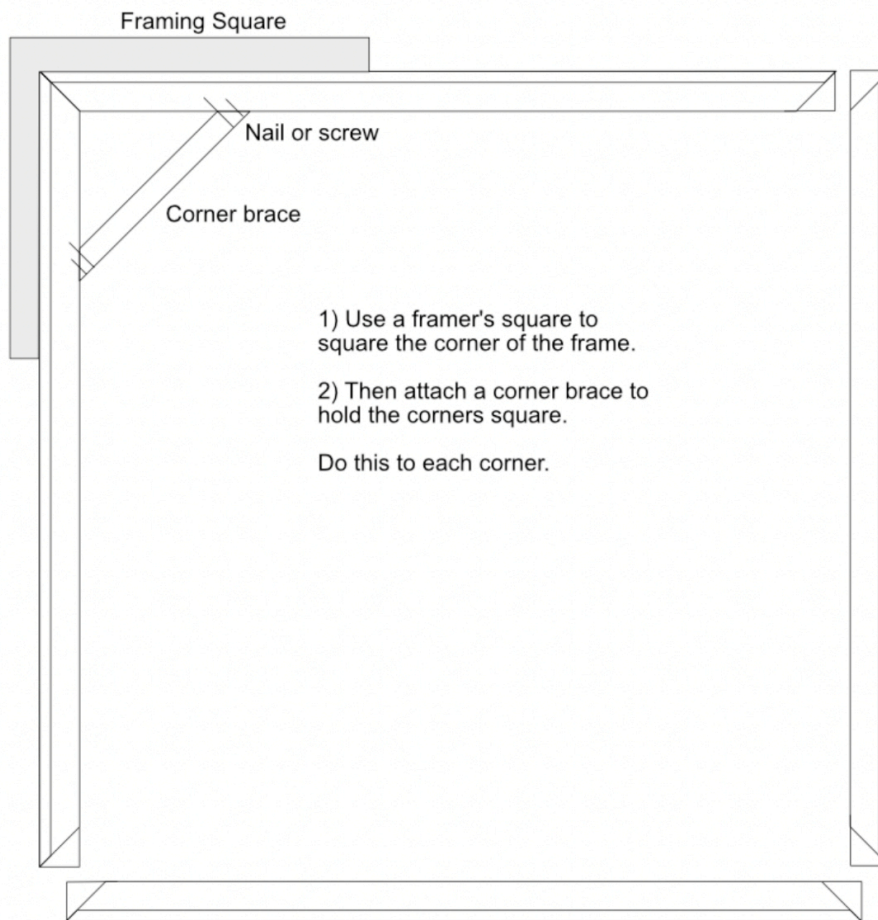 Framing Square
Nail or screw
Corner brace
1) Use a framer's square to
square the corner of the frame.
2) Then attach a corner brace to
hold the corners square.
Do this to each corner.